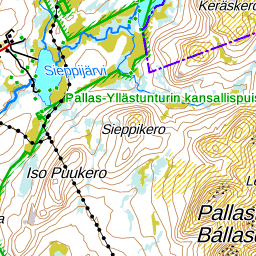 Keräskero
Sieppijärvi
Pallas-Yllästunturin kansallispuis
Sieppikero
Iso Puukero
Pallas
Bállas
a